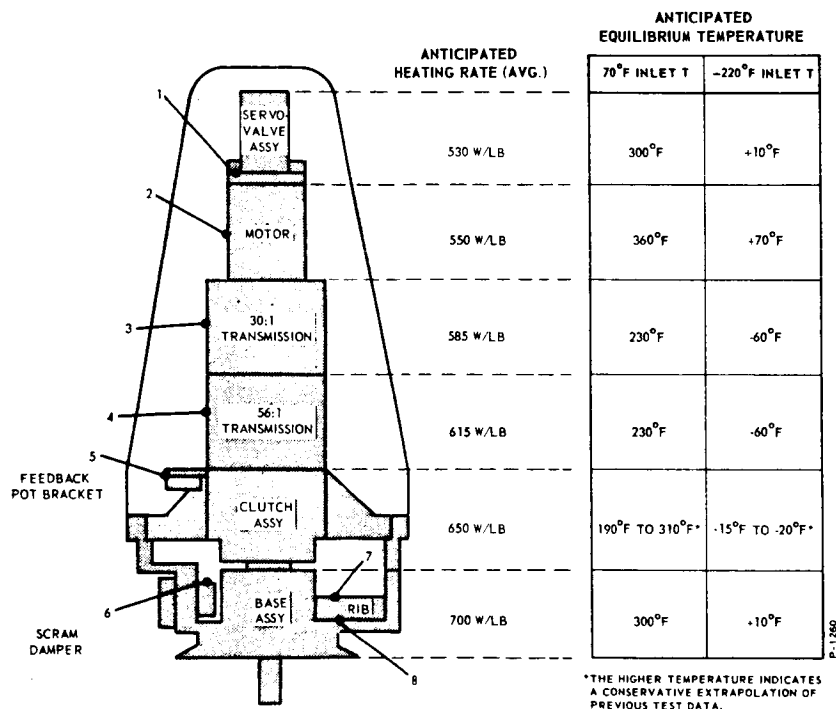 ANTICIPATED
EQUILIBRIUM TEMPERATURE
ANTICIPATED
HEATING RATE (AVG.)
70°F INLET T
-220°F INLET T
1
SERVO-
VALVE
ASSY
530 W/LB
300°F
+10°F
2
MOTOR
550 W/LB
360°F
+70°F
3
30:1
TRANSMISSION
585 W/LB
230°F
-60°F
4
56:1
TRANSMISSION
615 W/LB
230°F
-60°F
5
FEEDBACK
POT BRACKET
CLUTCH
ASSY
650 W/LB
190°F TO 310°F*
-15°F TO -20°F*
7
6
BASE
ASSY
RIB
700 W/LB
300°F
+10°F
SCRAM
DAMPER
8
P-1260
*THE HIGHER TEMPERATURE INDICATES
A CONSERVATIVE EXTRAPOLATION OF
PREVIOUS TEST DATA.